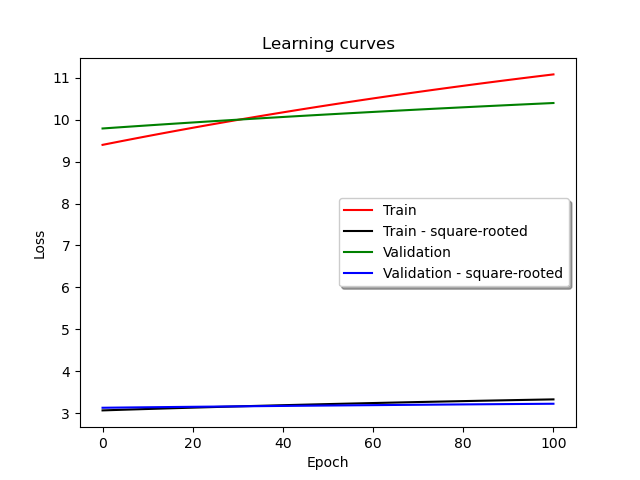 Learning curves
11
10
9
8
7
6
5
4
3
Loss
Train
Train - square-rooted
Validation
Validation - square-rooted
0 20 40 60 80 100
Epoch